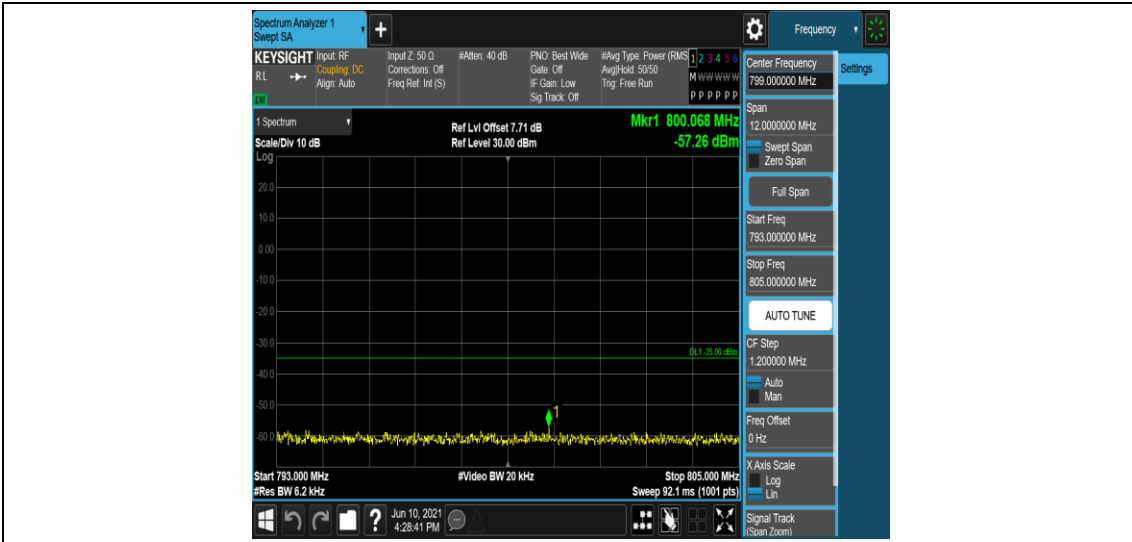 Spectrum Analyzer 1
Swept SA
+
Frequency
KEYSIGHT
RL
LXI
Input: RF
Coupling: DC
Align: Auto
Input Z: 50 Ω
Corrections: Off
Freq Ref: Int (S)
#Atten: 40 dB
PNO: Best Wide
Gate: Off
IF Gain: Low
Sig Track: Off
#Avg Type: Power (RMS
Avg|Hold: 50/50
Trig: Free Run
1 2 3 4 5 6
M W W W W W
P P P P P P
Center Frequency
799.000000 MHz
Settings
Span
12.0000000 MHz
Swept Span
Zero Span
Full Span
Start Freq
793.000000 MHz
Stop Freq
805.000000 MHz
AUTO TUNE
CF Step
1.200000 MHz
Auto
Man
Freq Offset
0 Hz
X Axis Scale
Log
Lin
Signal Track
(Span Zoom)
1 Spectrum
Scale/Div 10 dB
Log
Ref Lvl Offset 7.71 dB
Ref Level 30.00 dBm
Mkr1 800.068 MHz
-57.26 dBm
20.0
10.0
0.00
-10.0
-20.0
-30.0
DL1 -35.00 dBm
-40.0
-50.0
1
-60.0
Start 793.000 MHz
#Video BW 20 kHz
Stop 805.000 MHz
#Res BW 6.2 kHz
Sweep 92.1 ms (1001 pts)
?
Jun 10, 2021
4:28:41 PM